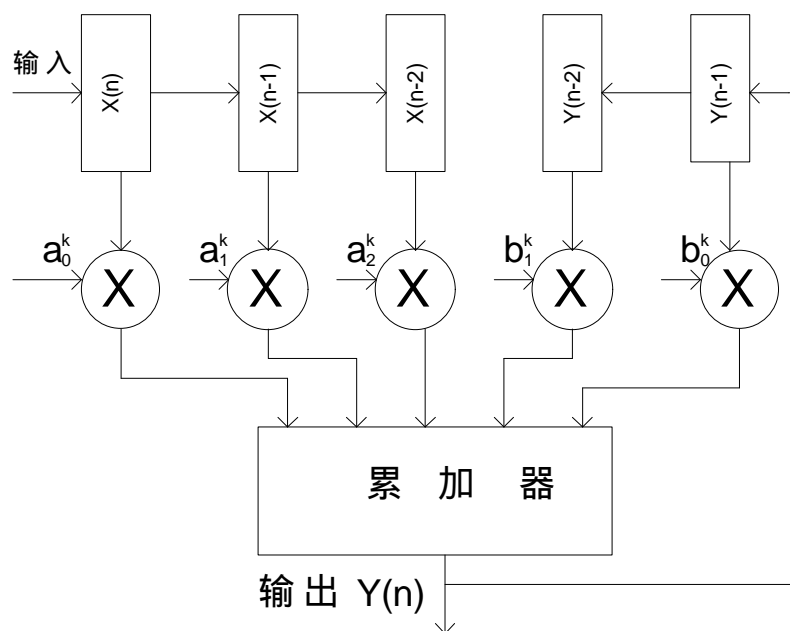 输入
X(n)
X(n-1)
X(n-2)
Y(n-2)
Y(n-1)
a₀ᵏ
a₁ᵏ
a₂ᵏ
b₁ᵏ
b₀ᵏ
X
X
X
X
X
累加器
输出 Y(n)